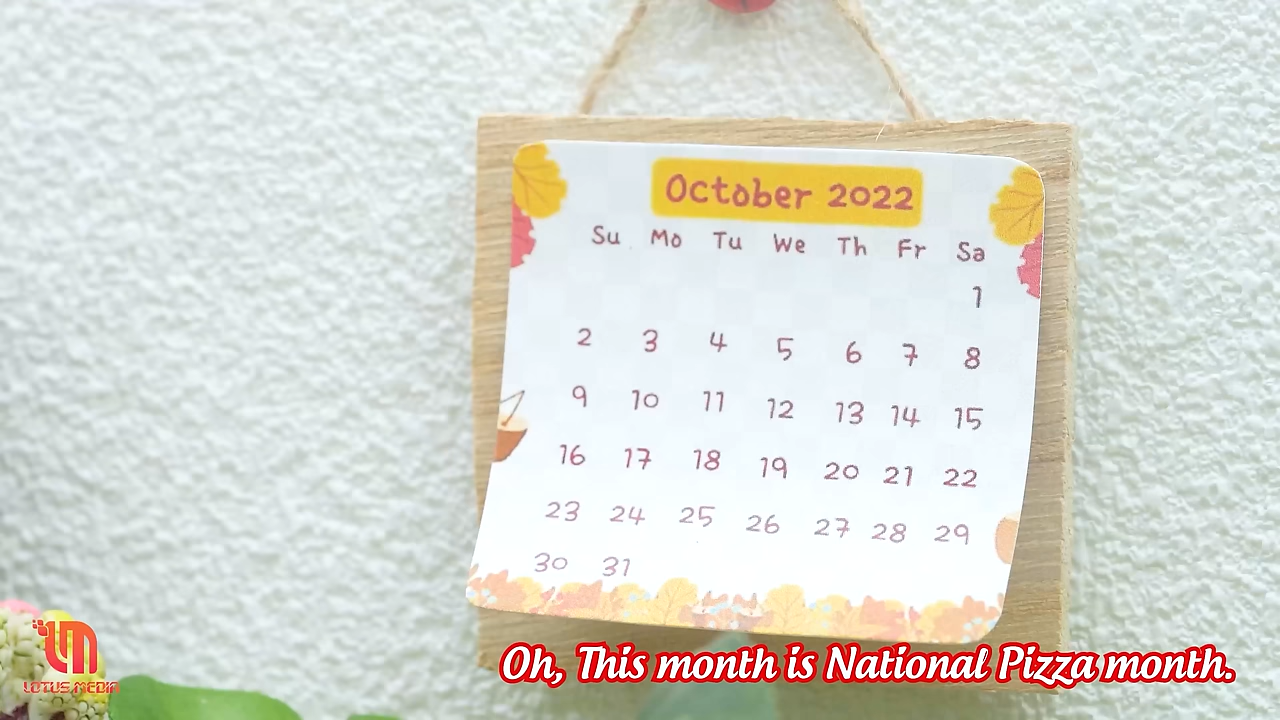 October 2022
Su Mo Tu We Th Fr Sa
1
2 3 4 5 6 7 8
9 10 11 12 13 14 15
16 17 18 19 20 21 22
23 24 25 26 27 28 29
30 31
Oh, This month is National Pizza month.
LOTUS MEDIA